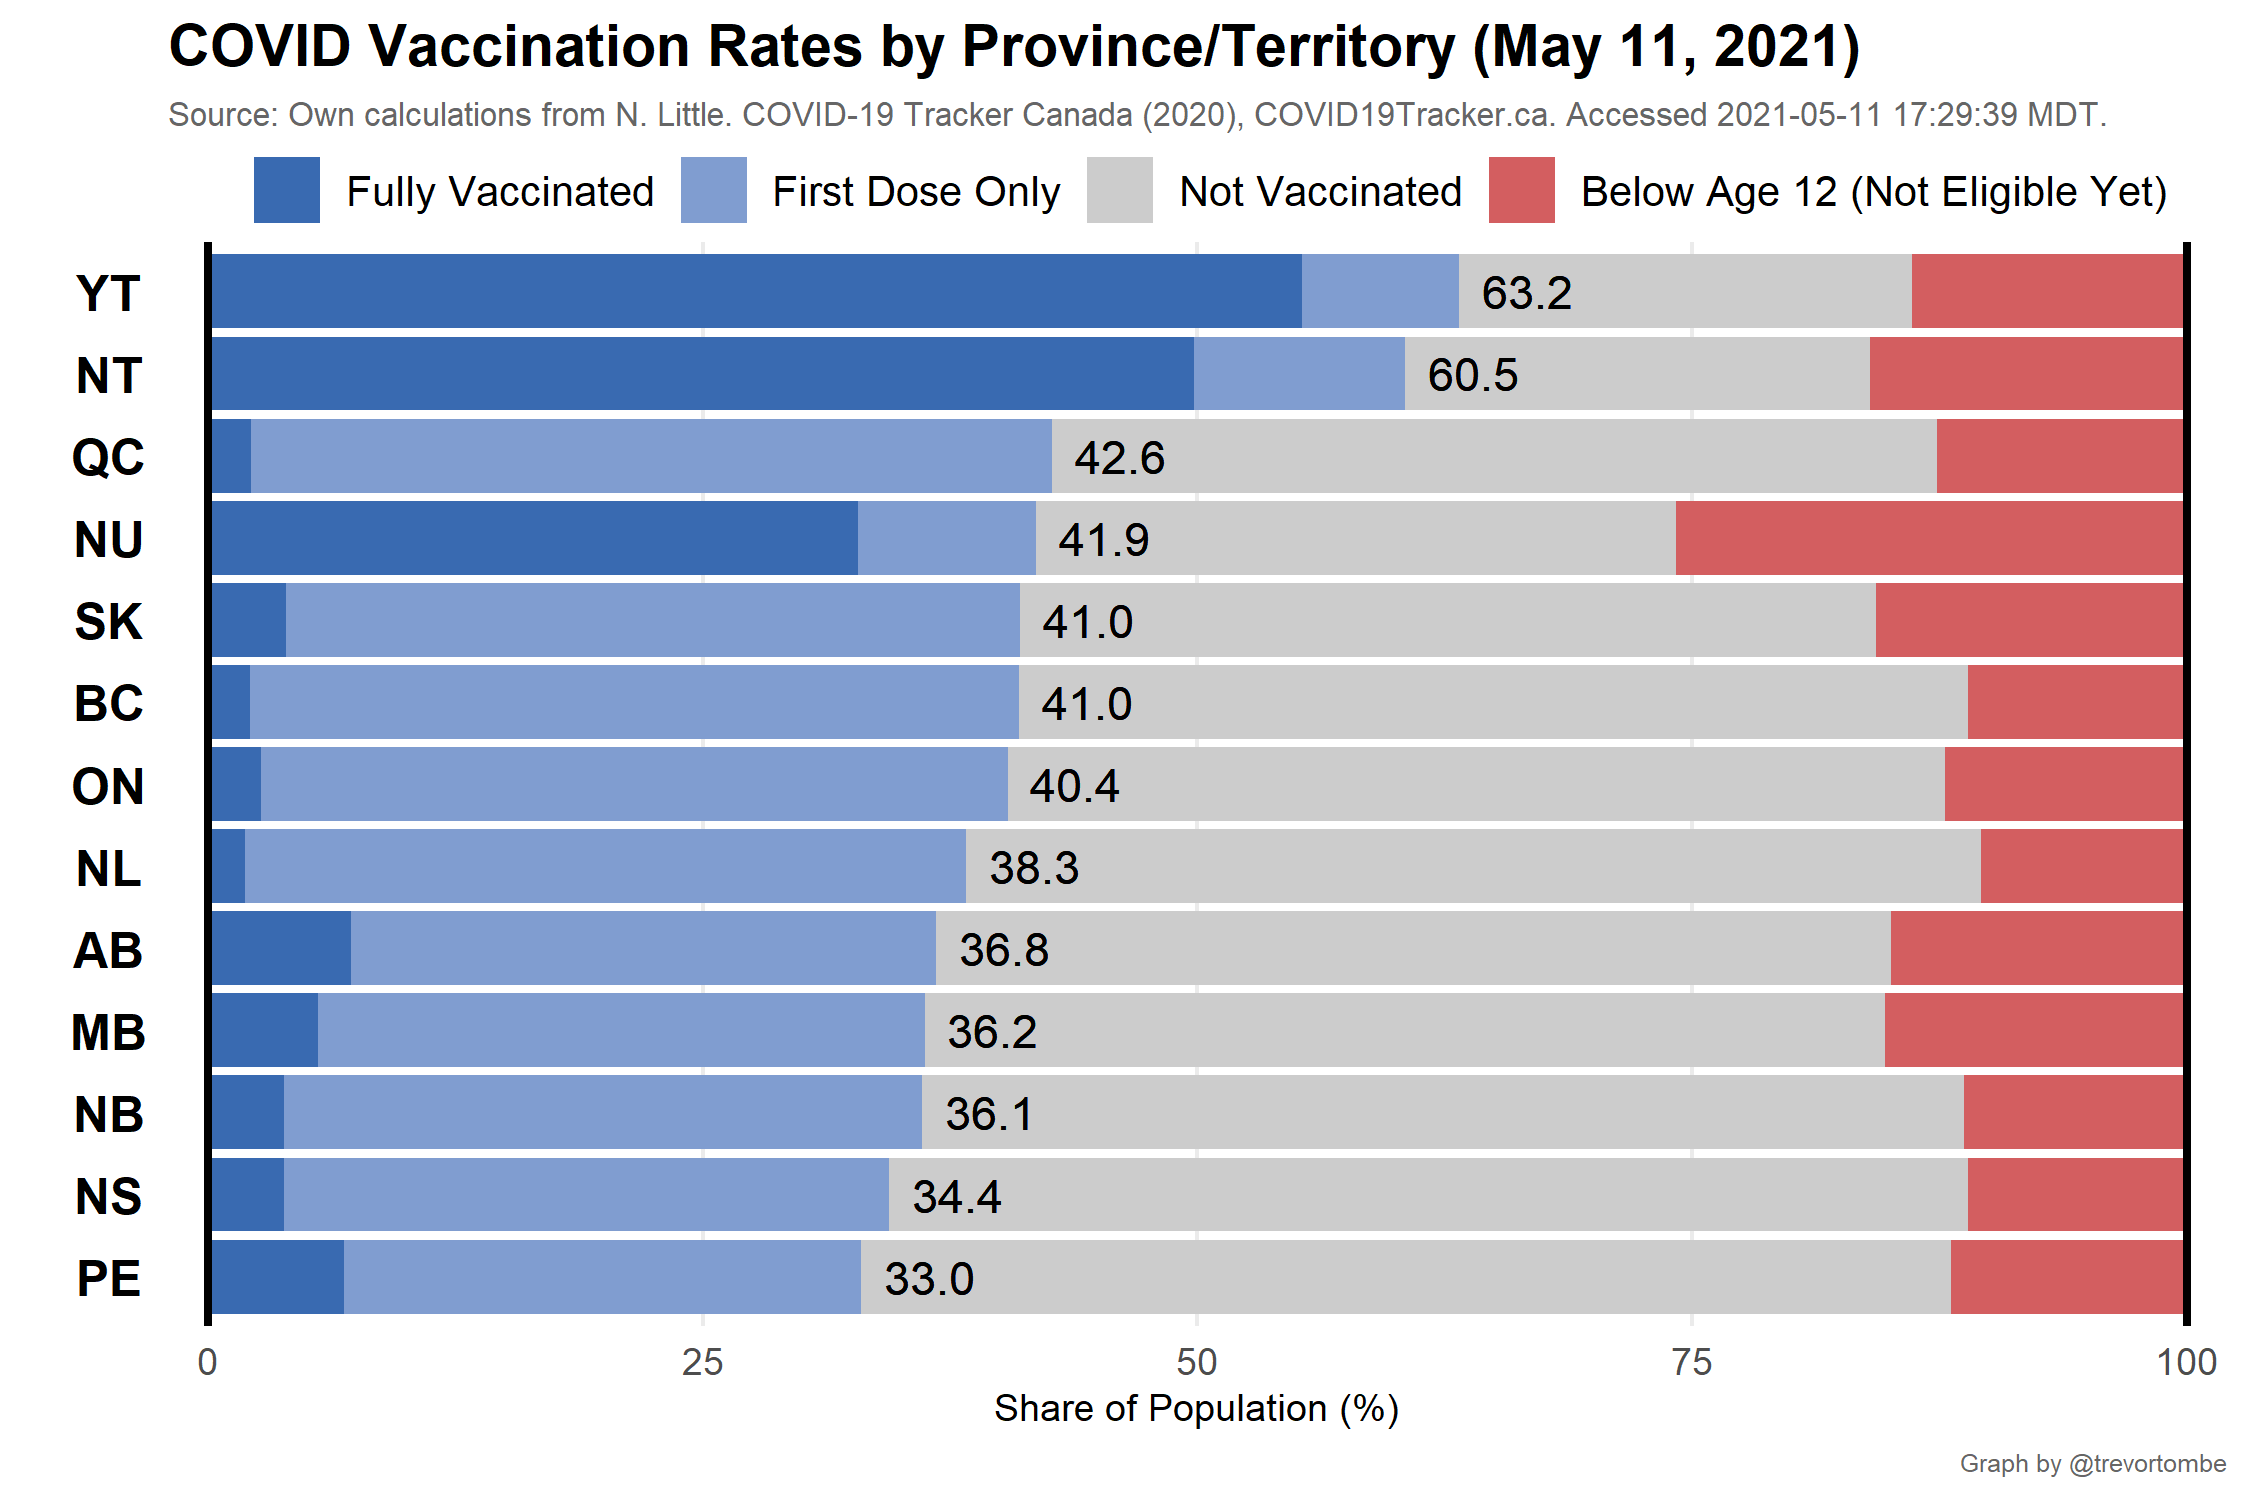 COVID Vaccination Rates by Province/Territory (May 11, 2021)
Source: Own calculations from N. Little. COVID-19 Tracker Canada (2020), COVID19Tracker.ca. Accessed 2021-05-11 17:29:39 MDT.
Fully Vaccinated First Dose Only Not Vaccinated Below Age 12 (Not Eligible Yet)
YT 63.2
NT 60.5
QC 42.6
NU 41.9
SK 41.0
BC 41.0
ON 40.4
NL 38.3
AB 36.8
MB 36.2
NB 36.1
NS 34.4
PE 33.0
0 25 50 75 100
Share of Population (%)
Graph by @trevortombe